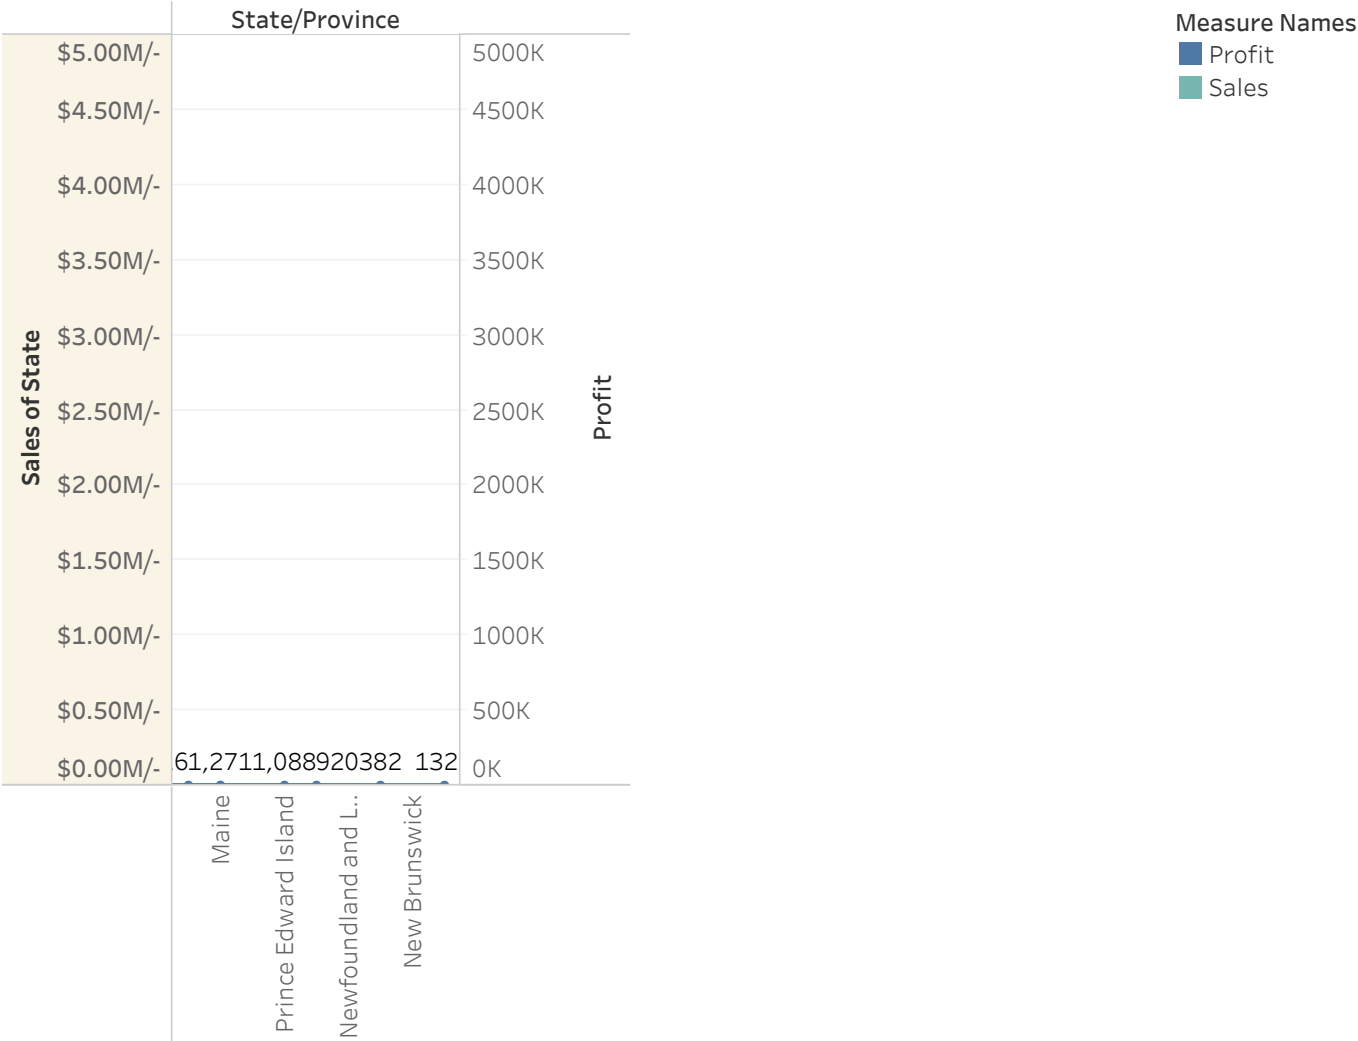 State/Province
Measure Names
Profit
Sales
$5.00M/-
$4.50M/-
$4.00M/-
$3.50M/-
$3.00M/-
$2.50M/-
$2.00M/-
$1.50M/-
$1.00M/-
$0.50M/-
$0.00M/-
Sales of State
61,2711,088920382 132
5000K
4500K
4000K
3500K
3000K
2500K
2000K
1500K
1000K
500K
0K
Profit
Maine
Prince Edward Island
Newfoundland and L..
New Brunswick